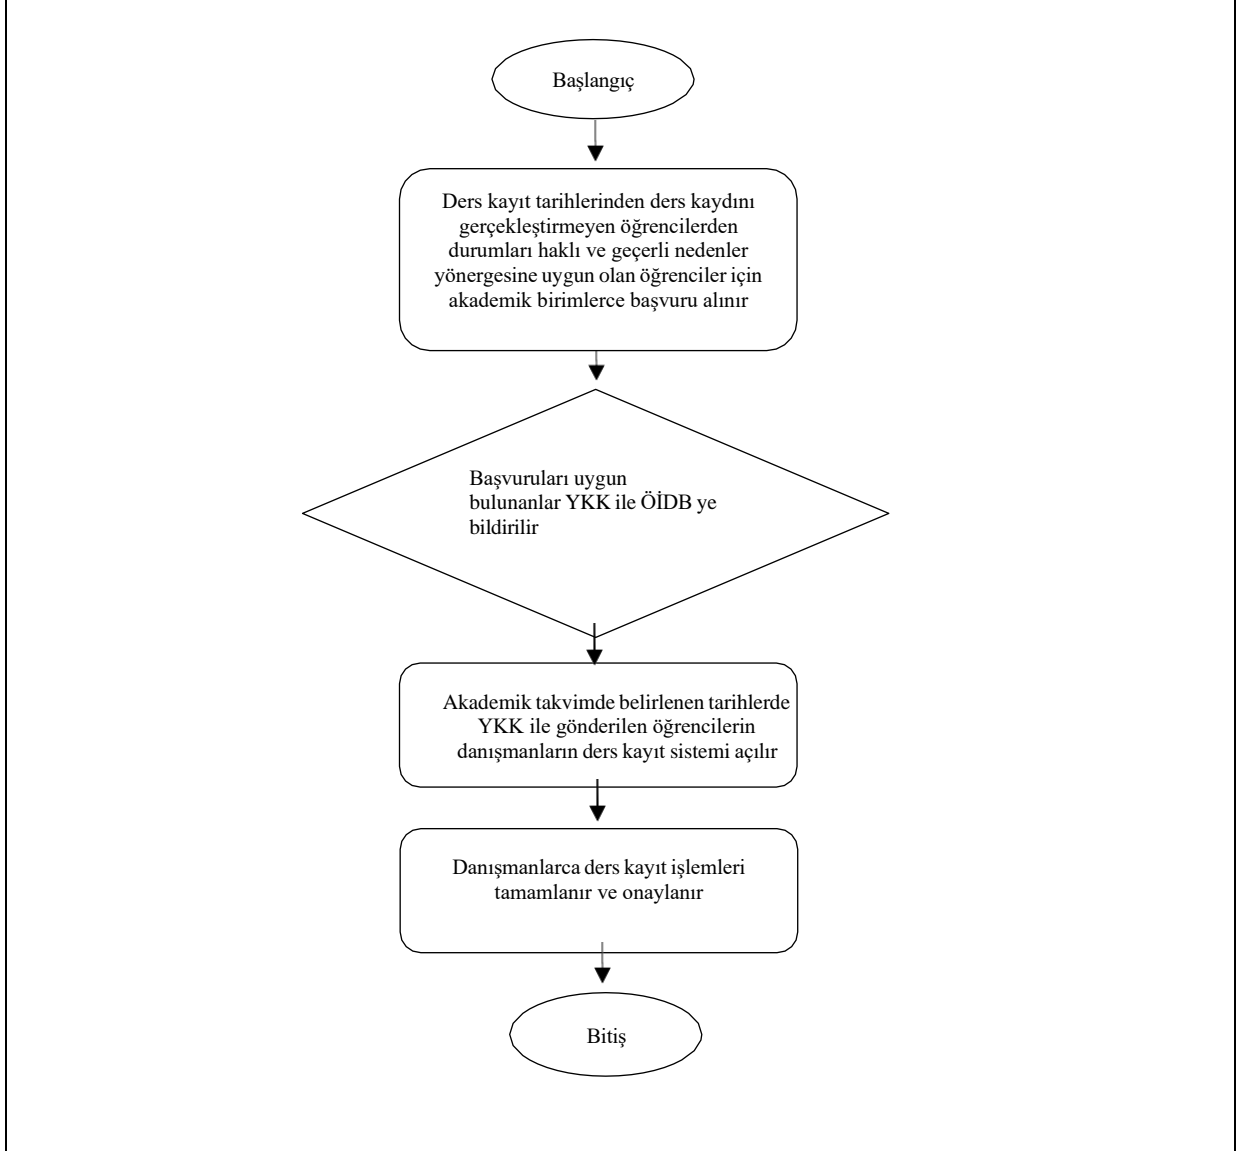 Başlangıç
Ders kayıt tarihlerinden ders kaydını
gerçekleştirmeyen öğrencilerden
durumları haklı ve geçerli nedenler
yönergesine uygun olan öğrenciler için
akademik birimlerce başvuru alınır
Başvuruları uygun
bulunanlar YKK ile ÖİDB ye
bildirilir
Akademik takvimde belirlenen tarihlerde
YKK ile gönderilen öğrencilerin
danışmanların ders kayıt sistemi açılır
Danışmanlarca ders kayıt işlemleri
tamamlanır ve onaylanır
Bitiş